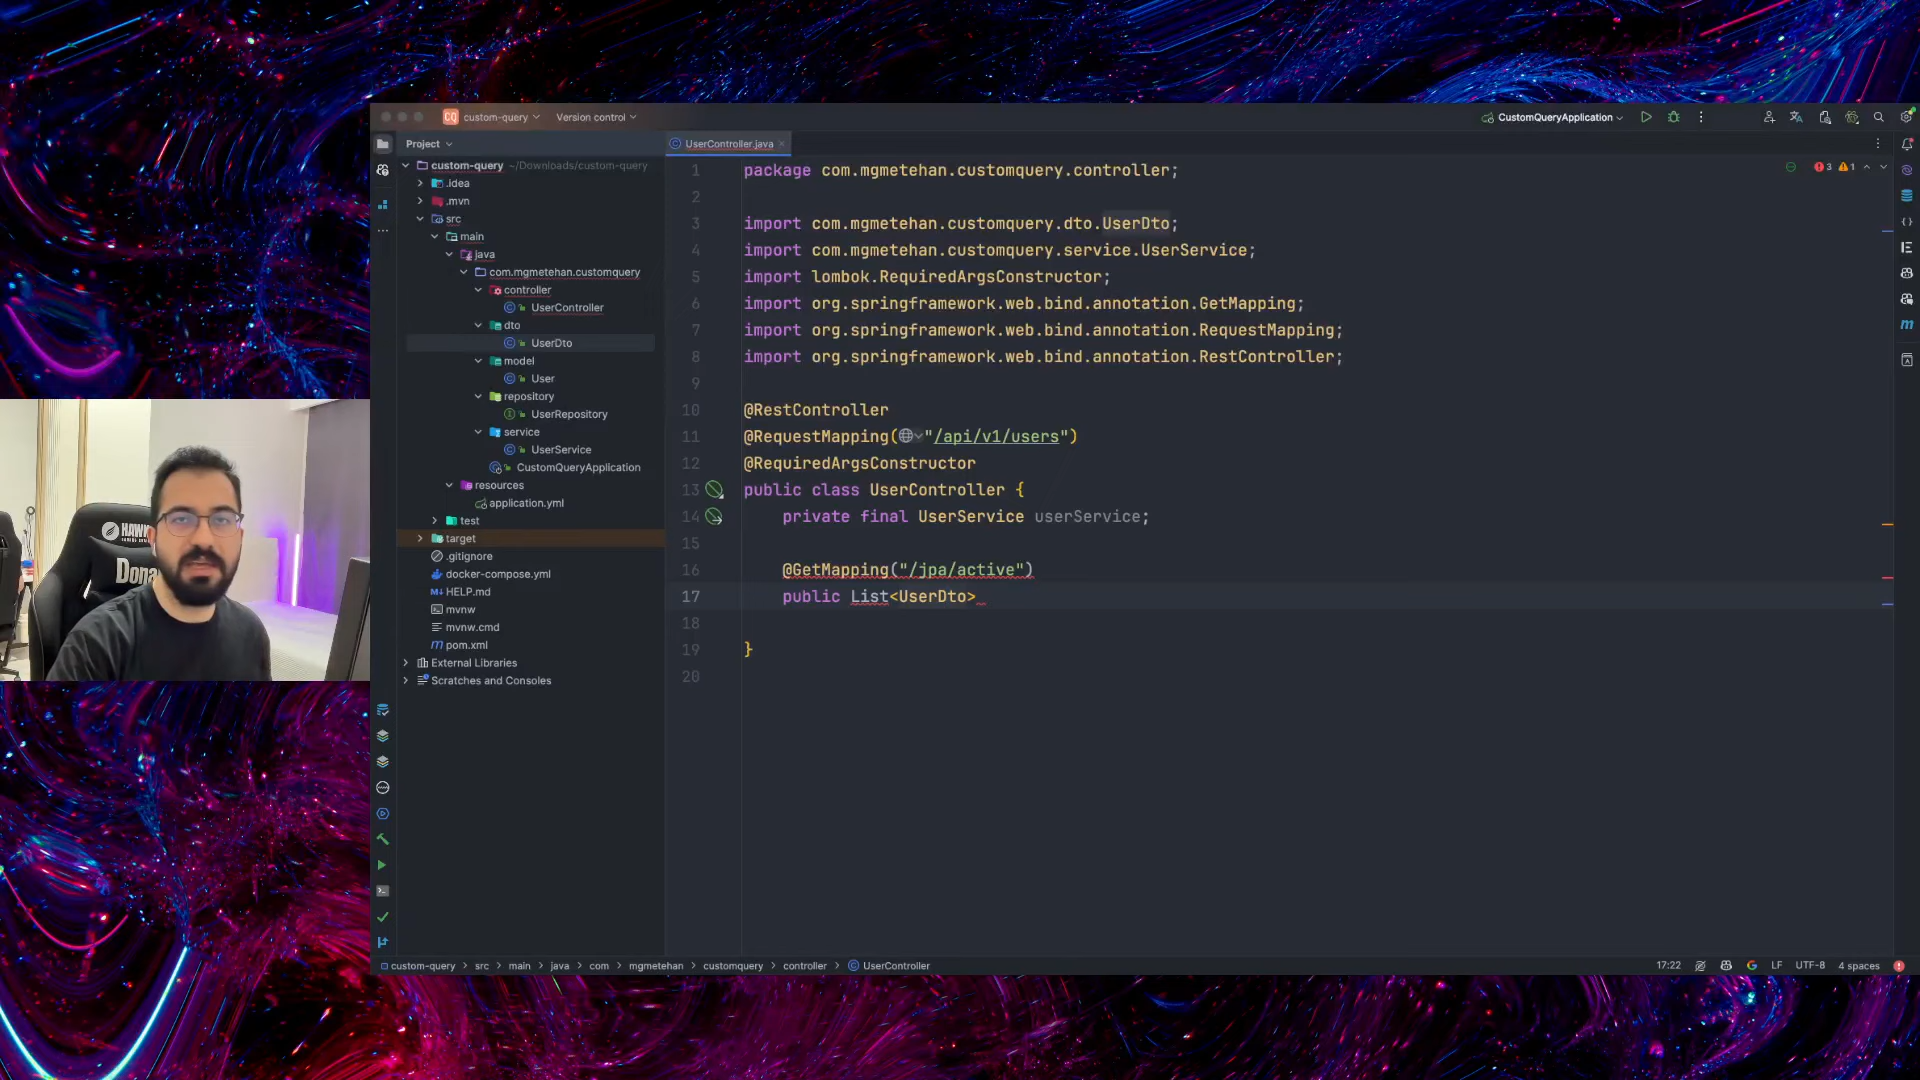 CQ custom-query
Version control
CustomQueryApplication
Project
custom-query ~/Downloads/custom-query
.idea
.mvn
src
main
java
com.mgmetehan.customquery
controller
UserController
dto
UserDto
model
User
repository
UserRepository
service
UserService
CustomQueryApplication
resources
application.yml
test
target
.gitignore
docker-compose.yml
M↓ HELP.md
mvnw
mvnw.cmd
m pom.xml
External Libraries
Scratches and Consoles
UserController.java
3 1
1 package com.mgmetehan.customquery.controller;
2
3 import com.mgmetehan.customquery.dto.UserDto;
4 import com.mgmetehan.customquery.service.UserService;
5 import lombok.RequiredArgsConstructor;
6 import org.springframework.web.bind.annotation.GetMapping;
7 import org.springframework.web.bind.annotation.RequestMapping;
8 import org.springframework.web.bind.annotation.RestController;
9
10 @RestController
11 @RequestMapping("/api/v1/users")
12 @RequiredArgsConstructor
13 public class UserController {
14 private final UserService userService;
15
16 @GetMapping("/jpa/active")
17 public List<UserDto>
18
19 }
20
HAWK
Dona
custom-query > src > main > java > com > mgmetehan > customquery > controller > UserController
17:22 LF UTF-8 4 spaces